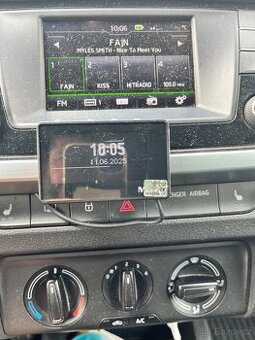 10:06
FAJN
MYLES SMITH - Nice To Meet You
1 2 3 4
FAJN KISS HITRADIO 105.0 MHz
FM
10:05
11.06.2025
ENGER AIRBAG
A/C